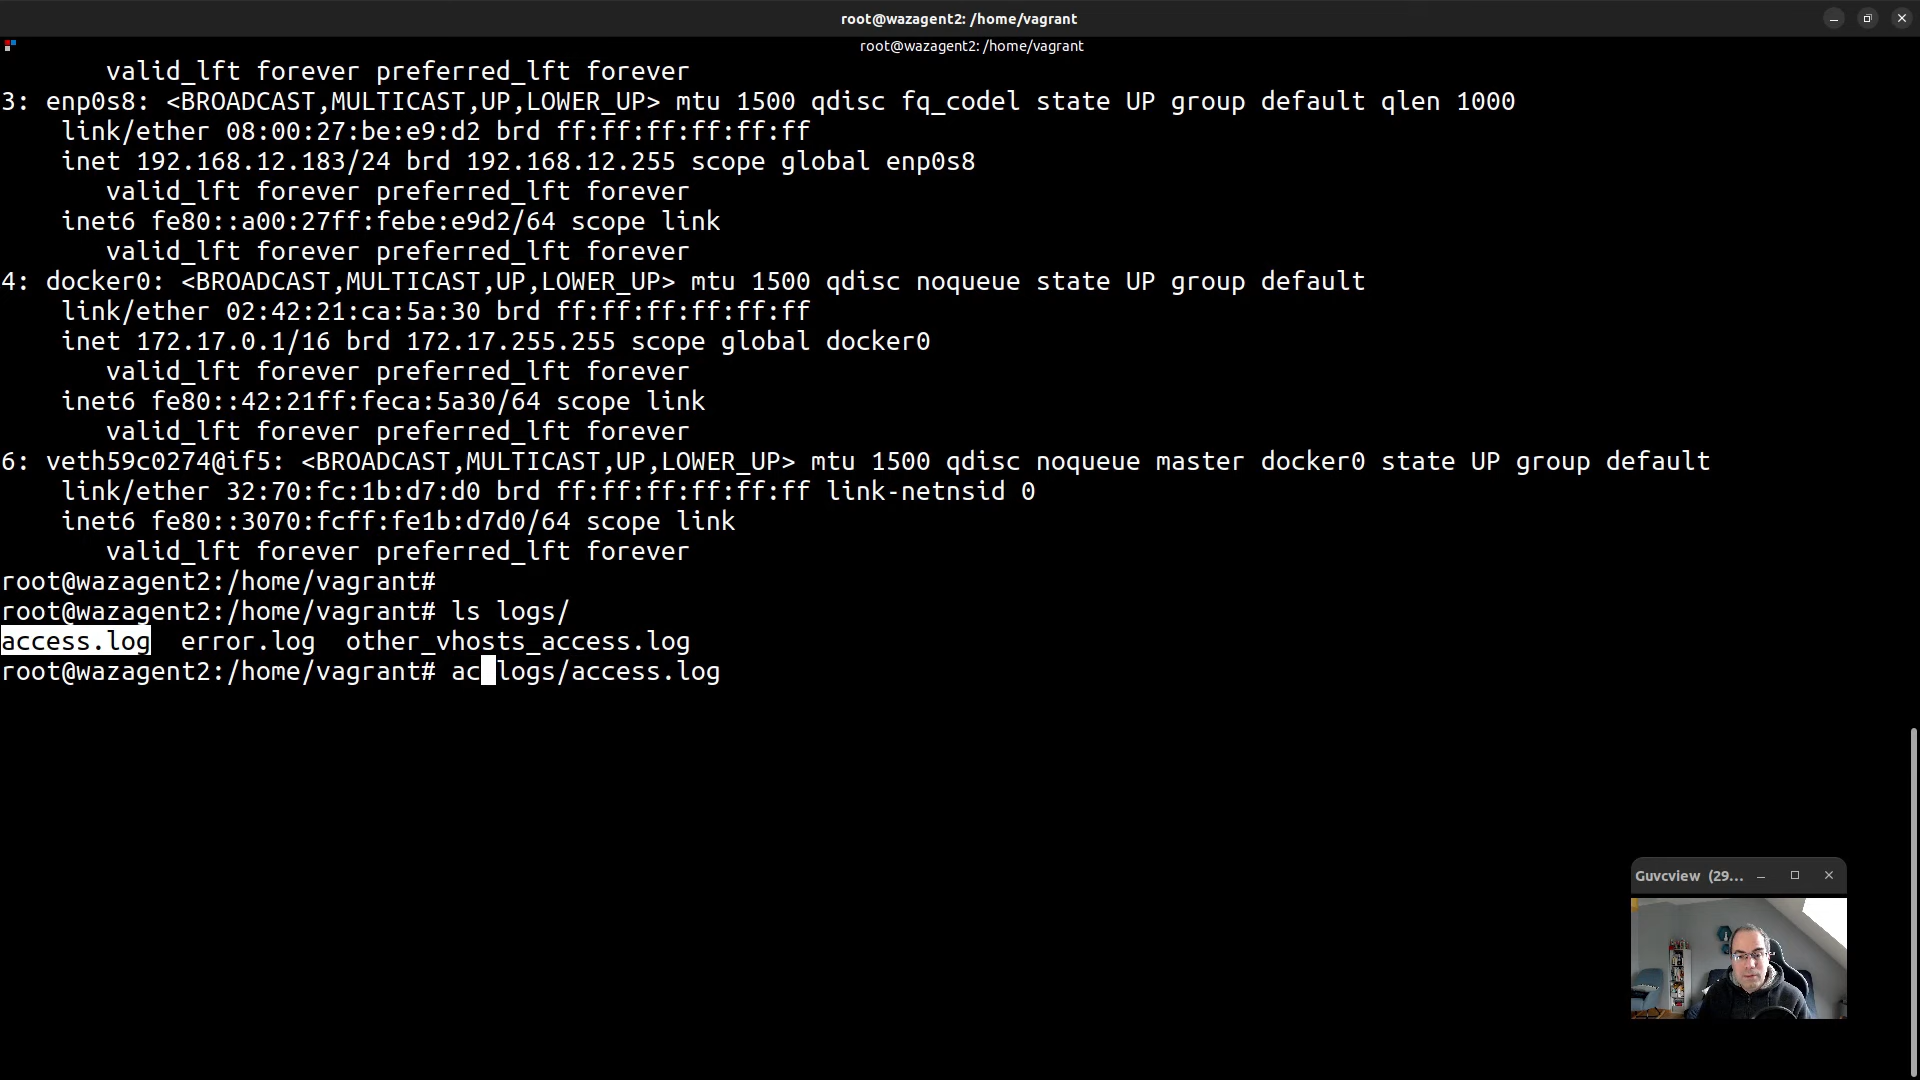 root@wazagent2: /home/vagrant
root@wazagent2: /home/vagrant
valid_lft forever preferred_lft forever
3: enp0s8: <BROADCAST,MULTICAST,UP,LOWER_UP> mtu 1500 qdisc fq_codel state UP group default qlen 1000
link/ether 08:00:27:be:e9:d2 brd ff:ff:ff:ff:ff:ff
inet 192.168.12.183/24 brd 192.168.12.255 scope global enp0s8
valid_lft forever preferred_lft forever
inet6 fe80::a00:27ff:febe:e9d2/64 scope link
valid_lft forever preferred_lft forever
4: docker0: <BROADCAST,MULTICAST,UP,LOWER_UP> mtu 1500 qdisc noqueue state UP group default
link/ether 02:42:21:ca:5a:30 brd ff:ff:ff:ff:ff:ff
inet 172.17.0.1/16 brd 172.17.255.255 scope global docker0
valid_lft forever preferred_lft forever
inet6 fe80::42:21ff:feca:5a30/64 scope link
valid_lft forever preferred_lft forever
6: veth59c0274@if5: <BROADCAST,MULTICAST,UP,LOWER_UP> mtu 1500 qdisc noqueue master docker0 state UP group default
link/ether 32:70:fc:1b:d7:d0 brd ff:ff:ff:ff:ff:ff link-netnsid 0
inet6 fe80::3070:fcff:fe1b:d7d0/64 scope link
valid_lft forever preferred_lft forever
root@wazagent2:/home/vagrant#
root@wazagent2:/home/vagrant# ls logs/
access.log  error.log  other_vhosts_access.log
root@wazagent2:/home/vagrant# ac logs/access.log
Guvcview (29...